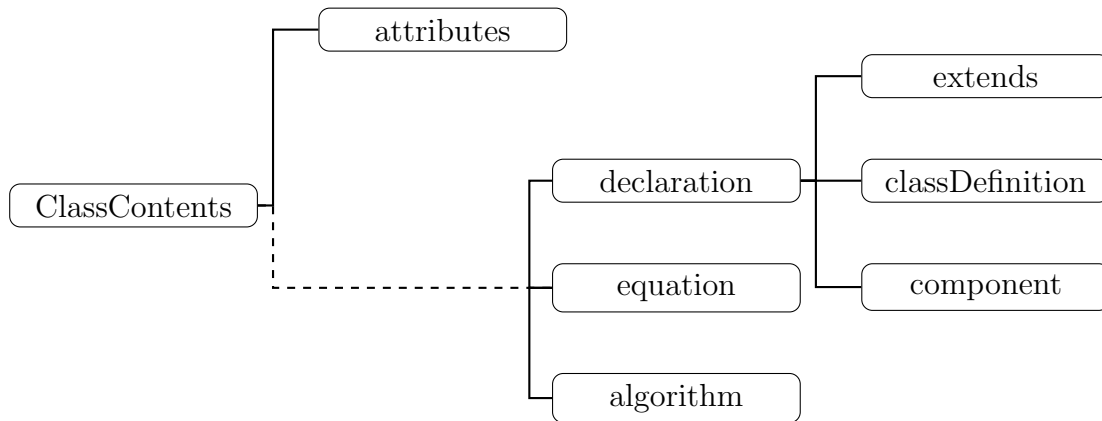 attributes
extends
declaration
classDefinition
ClassContents
equation
component
algorithm